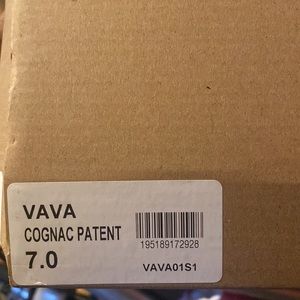 VAVA
COGNAC PATENT
7.0
195189172928
VAVA01S1